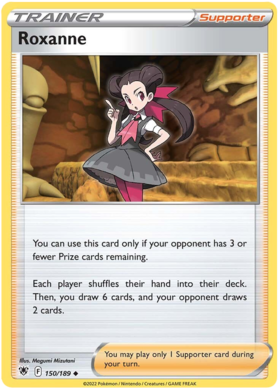 TRAINER Supporter
Roxanne
You can use this card only if your opponent has 3 or
fewer Prize cards remaining.
Each player shuffles their hand into their deck.
Then, you draw 6 cards, and your opponent draws
2 cards.
Illus. Megumi Mizutani
F 150/189
You may play only 1 Supporter card during
your turn.
©2022 Pokémon / Nintendo / Creatures / GAME FREAK